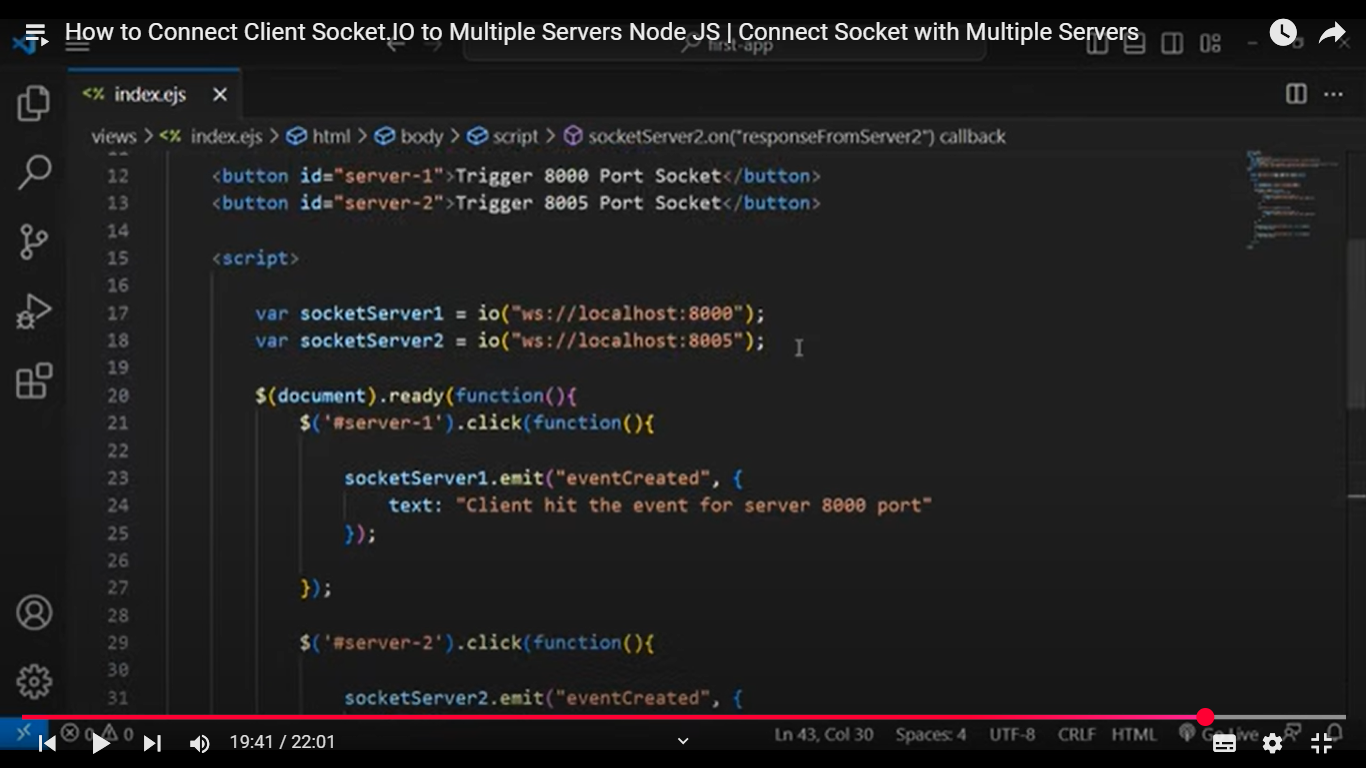 How to Connect Client Socket.IO to Multiple Servers Node JS | Connect Socket with Multiple Servers
first-app
index.ejs
views > index.ejs > html > body > script > socketServer2.on("responseFromServer2") callback
12 <button id="server-1">Trigger 8000 Port Socket</button>
13 <button id="server-2">Trigger 8005 Port Socket</button>
14
15 <script>
16
17 var socketServer1 = io("ws://localhost:8000");
18 var socketServer2 = io("ws://localhost:8005");
19
20 $(document).ready(function(){
21 $('#server-1').click(function(){
22
23 socketServer1.emit("eventCreated", {
24 text: "Client hit the event for server 8000 port"
25 });
26
27 });
28
29 $('#server-2').click(function(){
30
31 socketServer2.emit("eventCreated", {
0 0 Ln 43, Col 30 Spaces: 4 UTF-8 CRLF HTML Go Live
19:41 / 22:01